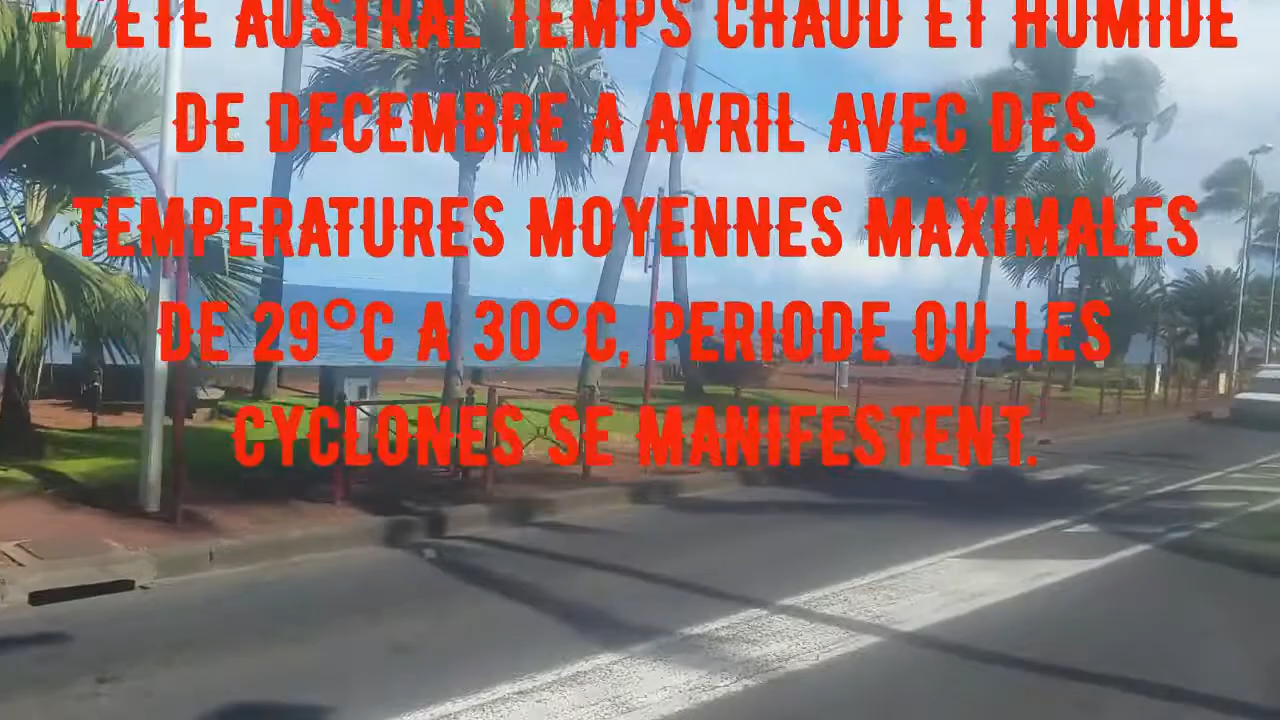 -L'ETE AUSTRAL TEMPS CHAUD ET HUMIDE
DE DECEMBRE A AVRIL AVEC DES
TEMPERATURES MOYENNES MAXIMALES
DE 29°C A 30°C, PERIODE OU LES
CYCLONES SE MANIFESTENT.